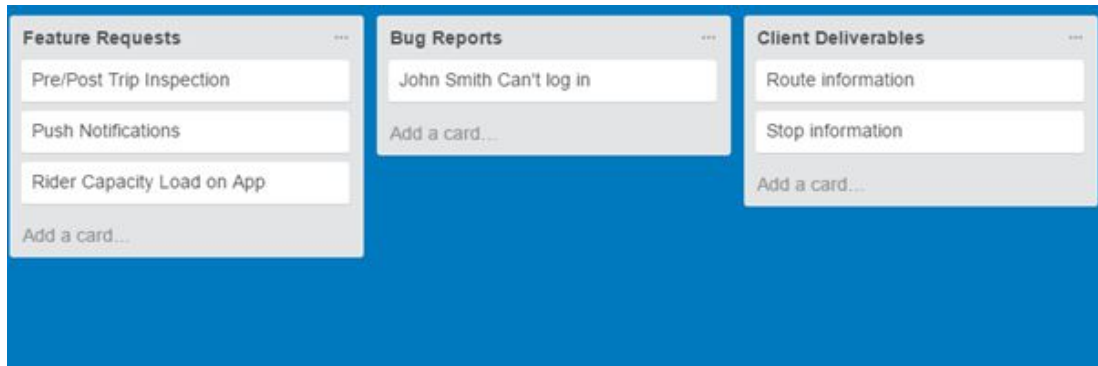 Feature Requests
Pre/Post Trip Inspection
Push Notifications
Rider Capacity Load on App
Add a card...
Bug Reports
John Smith Can't log in
Add a card...
Client Deliverables
Route information
Stop information
Add a card...